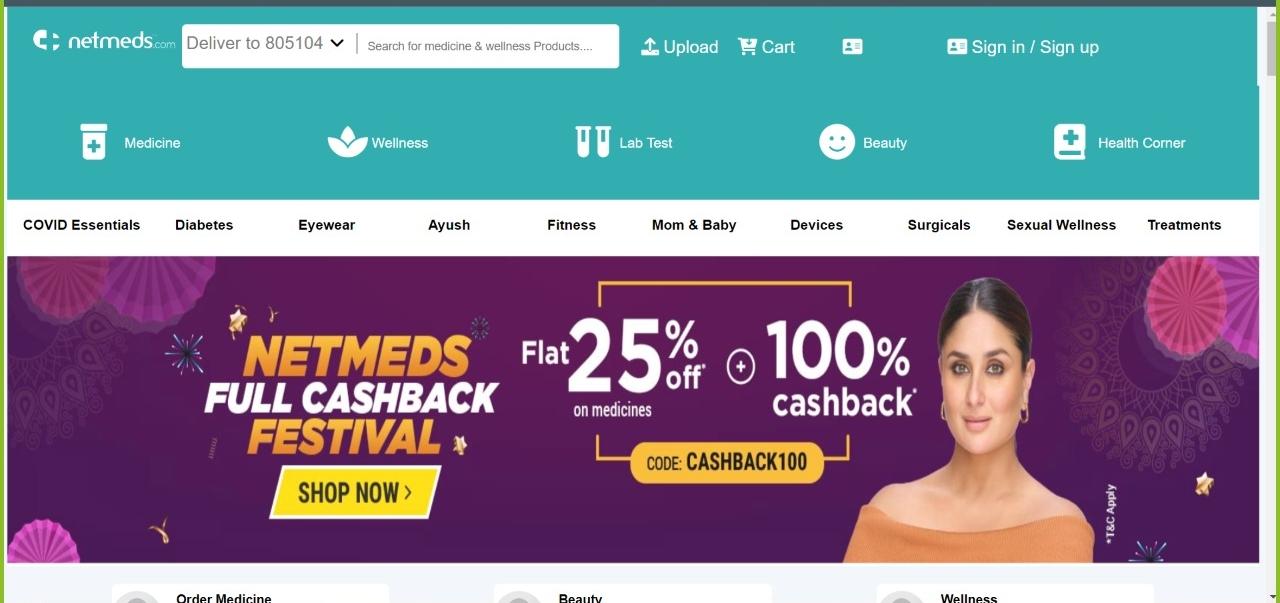 netmeds.com
Deliver to 805104
Search for medicine & wellness Products....
Upload
Cart
Sign in / Sign up
Medicine
Wellness
Lab Test
Beauty
Health Corner
COVID Essentials
Diabetes
Eyewear
Ayush
Fitness
Mom & Baby
Devices
Surgicals
Sexual Wellness
Treatments
NETMEDS
FULL CASHBACK
FESTIVAL
SHOP NOW >
Flat 25% off*
on medicines
+
100%
cashback*
CODE: CASHBACK100
*T&C Apply
Order Medicine
Beauty
Wellness